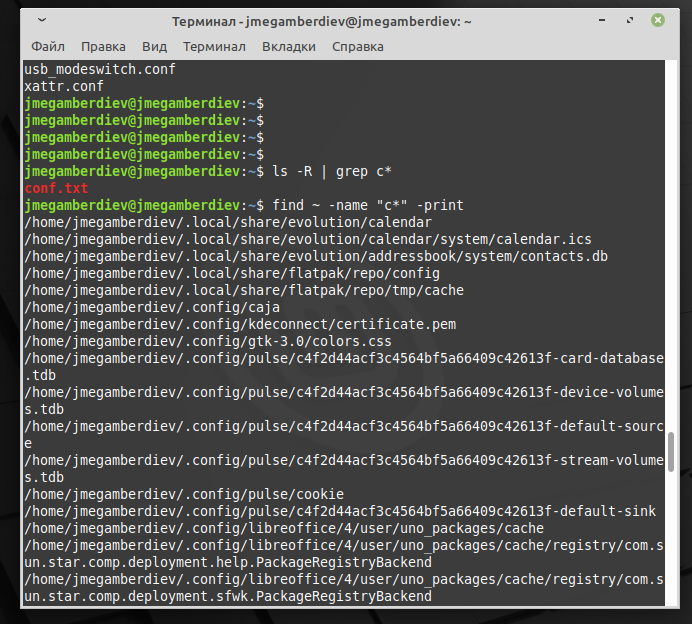 Терминал - jmegamberdiev@jmegamberdiev: ~
Файл Правка Вид Терминал Вкладки Справка
usb_modeswitch.conf
xattr.conf
jmegamberdiev@jmegamberdiev:~$
jmegamberdiev@jmegamberdiev:~$
jmegamberdiev@jmegamberdiev:~$
jmegamberdiev@jmegamberdiev:~$
jmegamberdiev@jmegamberdiev:~$ ls -R | grep c*
conf.txt
jmegamberdiev@jmegamberdiev:~$ find ~ -name "c*" -print
/home/jmegamberdiev/.local/share/evolution/calendar
/home/jmegamberdiev/.local/share/evolution/calendar/system/calendar.ics
/home/jmegamberdiev/.local/share/evolution/addressbook/system/contacts.db
/home/jmegamberdiev/.local/share/flatpak/repo/config
/home/jmegamberdiev/.local/share/flatpak/repo/tmp/cache
/home/jmegamberdiev/.config/caja
/home/jmegamberdiev/.config/kdeconnect/certificate.pem
/home/jmegamberdiev/.config/gtk-3.0/colors.css
/home/jmegamberdiev/.config/pulse/c4f2d44acf3c4564bf5a66409c42613f-card-database
.tdb
/home/jmegamberdiev/.config/pulse/c4f2d44acf3c4564bf5a66409c42613f-device-volume
s.tdb
/home/jmegamberdiev/.config/pulse/c4f2d44acf3c4564bf5a66409c42613f-default-sourc
e
/home/jmegamberdiev/.config/pulse/c4f2d44acf3c4564bf5a66409c42613f-stream-volume
s.tdb
/home/jmegamberdiev/.config/pulse/cookie
/home/jmegamberdiev/.config/pulse/c4f2d44acf3c4564bf5a66409c42613f-default-sink
/home/jmegamberdiev/.config/libreoffice/4/user/uno_packages/cache
/home/jmegamberdiev/.config/libreoffice/4/user/uno_packages/cache/registry/com.s
un.star.comp.deployment.help.PackageRegistryBackend
/home/jmegamberdiev/.config/libreoffice/4/user/uno_packages/cache/registry/com.s
un.star.comp.deployment.sfwk.PackageRegistryBackend